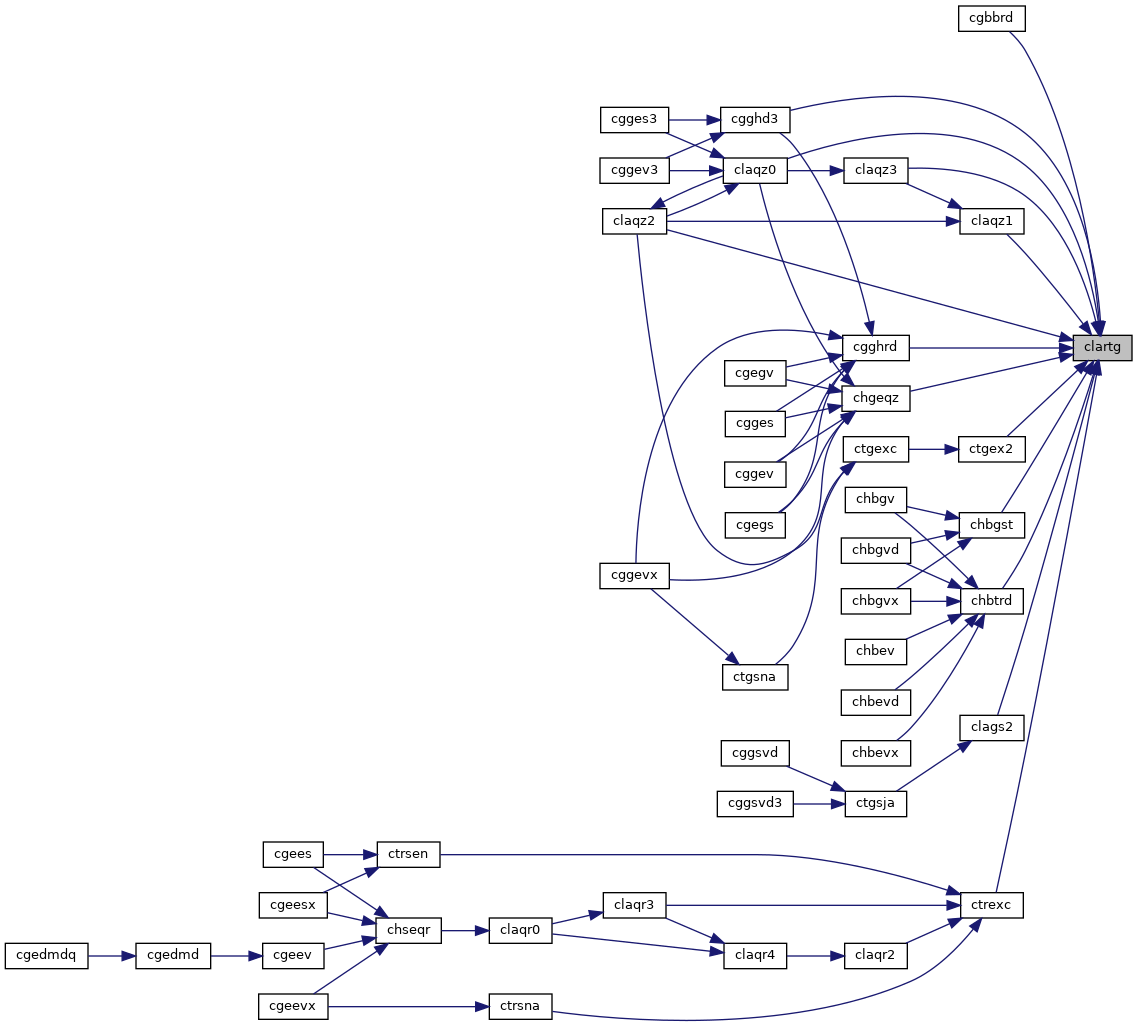 cgbbrd
cgges3
cgghd3
cggev3
claqz0
claqz3
claqz2
claqz1
clartg
cgghrd
cgegv
chgeqz
cgges
ctgexc
ctgex2
cggev
chbgv
cgegs
chbgst
chbgvd
cggevx
chbgvx
chbtrd
chbev
ctgsna
chbevd
clags2
cggsvd
chbevx
cggsvd3
ctgsja
cgees
ctrsen
cgeesx
claqr3
ctrexc
chseqr
claqr0
cgedmdq
cgedmd
cgeev
claqr4
claqr2
cgeevx
ctrsna